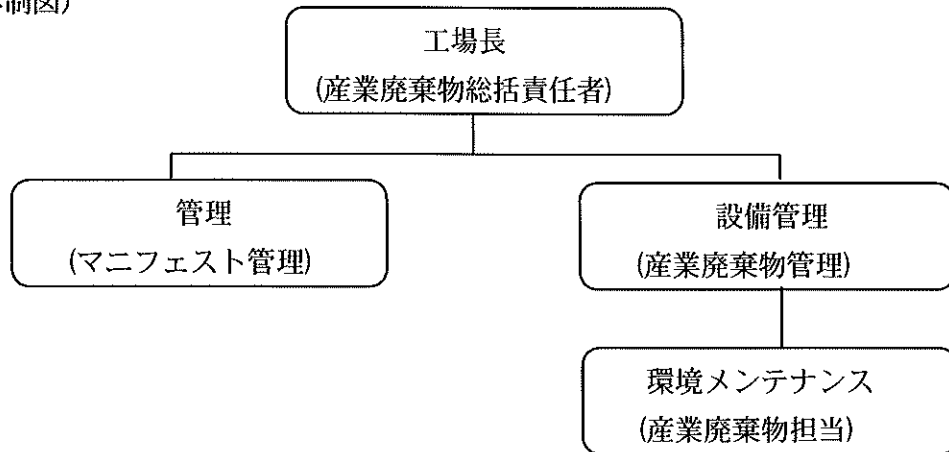 制図)
工場長
(産業廃棄物総括責任者)
管理
(マニフェスト管理)
設備管理
(産業廃棄物管理)
環境メンテナンス
(産業廃棄物担当)